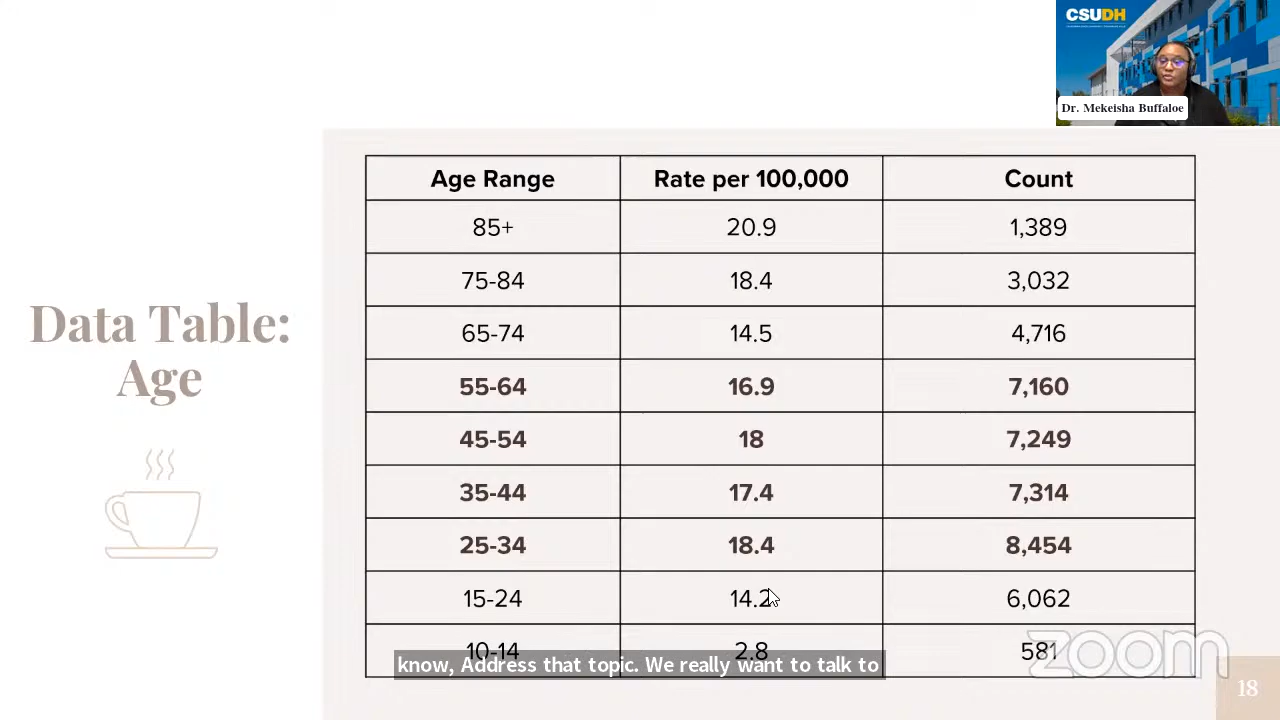 CSUDH
Dr. Mekeisha Buffaloe
Data Table:
Age
Age Range Rate per 100,000 Count
85+ 20.9 1,389
75-84 18.4 3,032
65-74 14.5 4,716
55-64 16.9 7,160
45-54 18 7,249
35-44 17.4 7,314
25-34 18.4 8,454
15-24 14.2 6,062
10-14 2.8 581
know, Address that topic. We really want to talk to
zoom
18